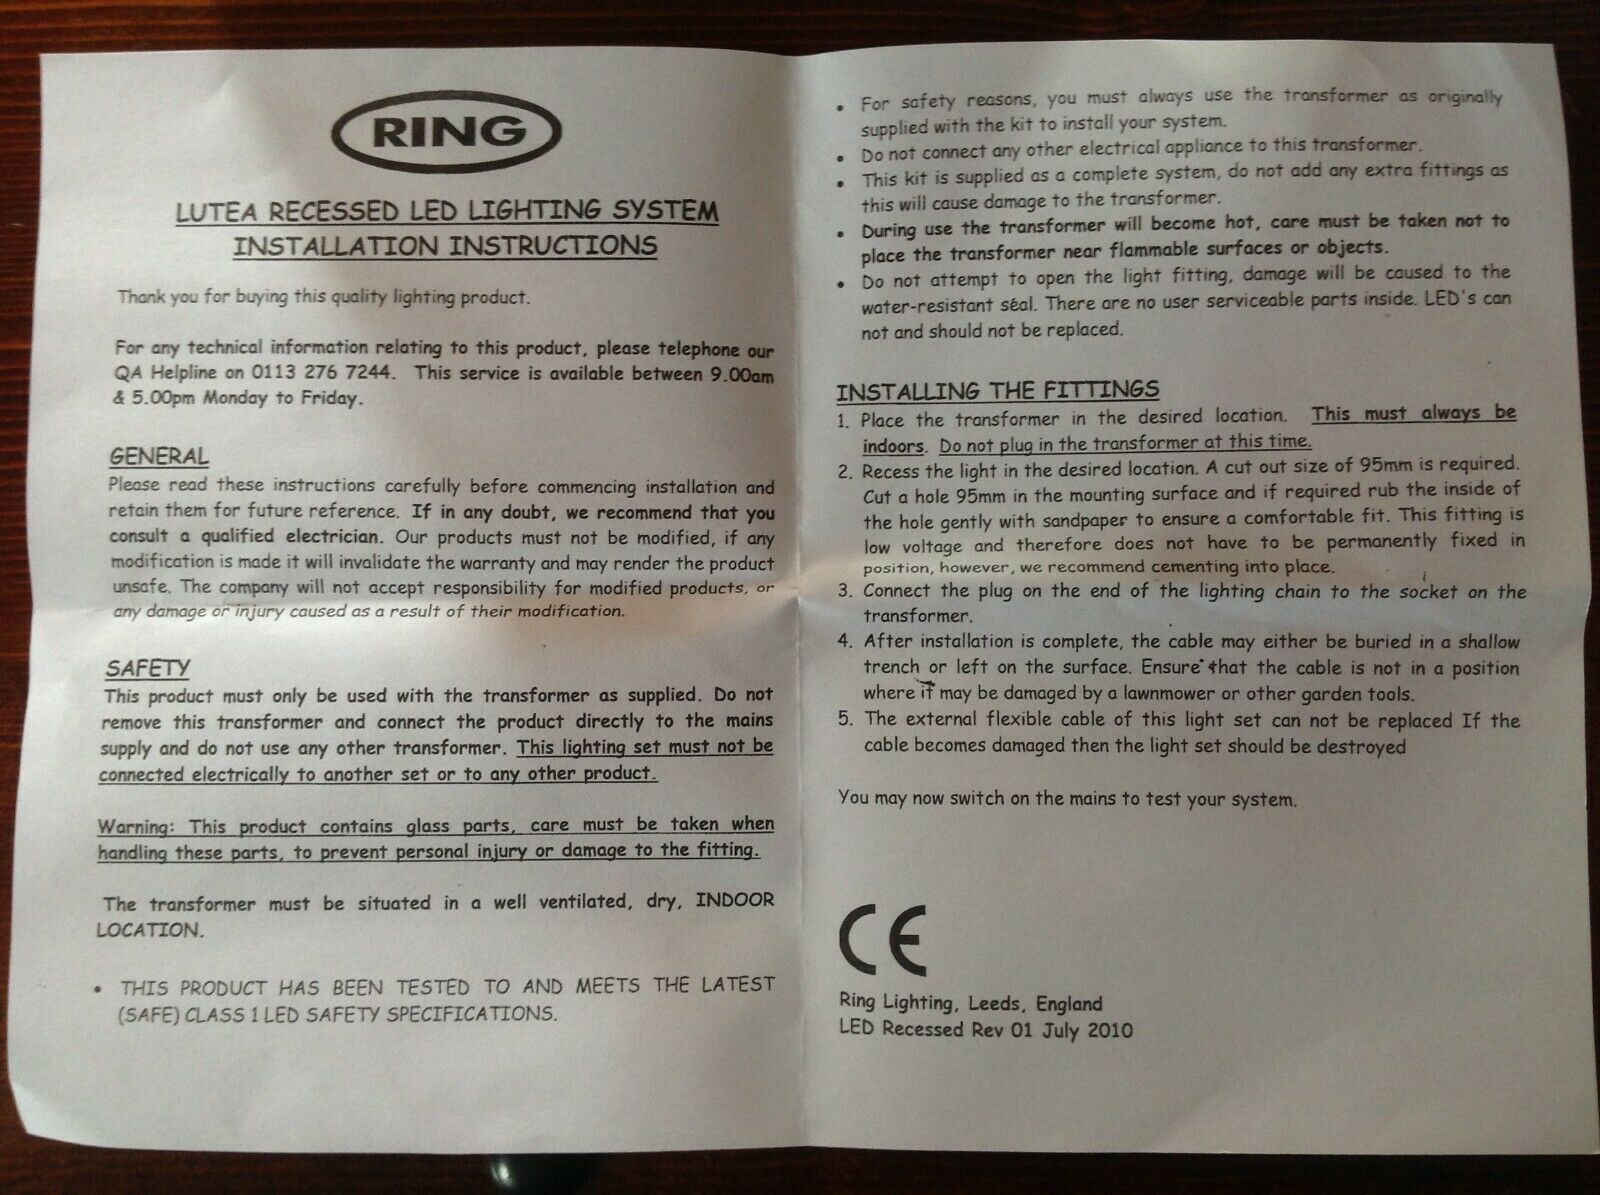 RING
LUTEA RECESSED LED LIGHTING SYSTEM
INSTALLATION INSTRUCTIONS
Thank you for buying this quality lighting product.
For any technical information relating to this product, please telephone our
QA Helpline on 0113 276 7244. This service is available between 9.00am
& 5.00pm Monday to Friday.
GENERAL
Please read these instructions carefully before commencing installation and
retain them for future reference. If in any doubt, we recommend that you
consult a qualified electrician. Our products must not be modified, if any
modification is made it will invalidate the warranty and may render the product
unsafe. The company will not accept responsibility for modified products, or
any damage or injury caused as a result of their modification.
SAFETY
This product must only be used with the transformer as supplied. Do not
remove this transformer and connect the product directly to the mains
supply and do not use any other transformer. This lighting set must not be
connected electrically to another set or to any other product.
Warning: This product contains glass parts, care must be taken when
handling these parts, to prevent personal injury or damage to the fitting.
The transformer must be situated in a well ventilated, dry, INDOOR
LOCATION.
• THIS PRODUCT HAS BEEN TESTED TO AND MEETS THE LATEST
(SAFE) CLASS 1 LED SAFETY SPECIFICATIONS.
• For safety reasons, you must always use the transformer as originally
supplied with the kit to install your system.
• Do not connect any other electrical appliance to this transformer.
• This kit is supplied as a complete system, do not add any extra fittings as
this will cause damage to the transformer.
• During use the transformer will become hot, care must be taken not to
place the transformer near flammable surfaces or objects.
• Do not attempt to open the light fitting, damage will be caused to the
water-resistant seal. There are no user serviceable parts inside. LED's can
not and should not be replaced.
INSTALLING THE FITTINGS
1. Place the transformer in the desired location. This must always be
indoors. Do not plug in the transformer at this time.
2. Recess the light in the desired location. A cut out size of 95mm is required.
Cut a hole 95mm in the mounting surface and if required rub the inside of
the hole gently with sandpaper to ensure a comfortable fit. This fitting is
low voltage and therefore does not have to be permanently fixed in
position, however, we recommend cementing into place.
3. Connect the plug on the end of the lighting chain to the socket on the
transformer.
4. After installation is complete, the cable may either be buried in a shallow
trench or left on the surface. Ensure that the cable is not in a position
where it may be damaged by a lawnmower or other garden tools.
5. The external flexible cable of this light set can not be replaced If the
cable becomes damaged then the light set should be destroyed
You may now switch on the mains to test your system.
CE
Ring Lighting, Leeds, England
LED Recessed Rev 01 July 2010